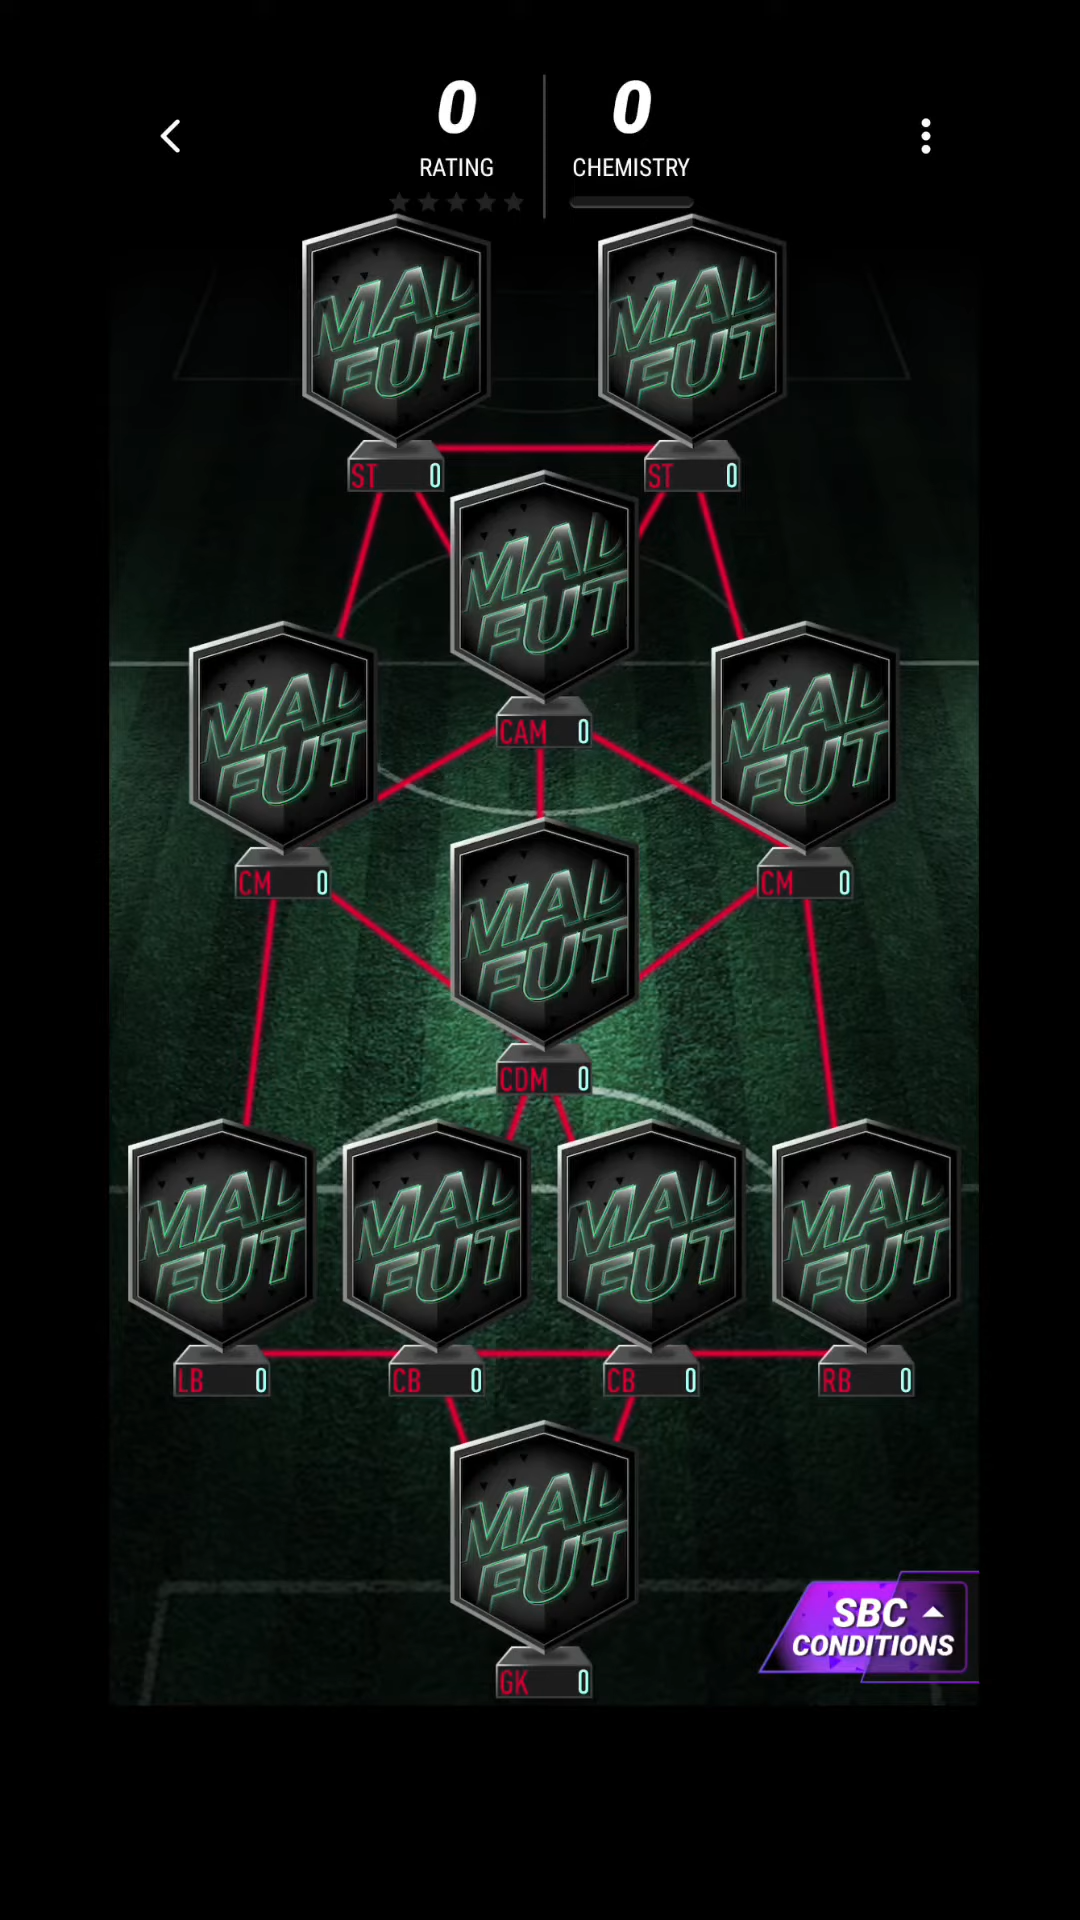 0 0
RATING CHEMISTRY
MAD FUT MAD FUT
ST 0 ST 0
MAD FUT
CAM 0
MAD FUT MAD FUT
CM 0 CM 0
MAD FUT
CDM 0
MAD FUT MAD FUT MAD FUT MAD FUT
LB 0 CB 0 CB 0 RB 0
MAD FUT
GK 0
SBC
CONDITIONS